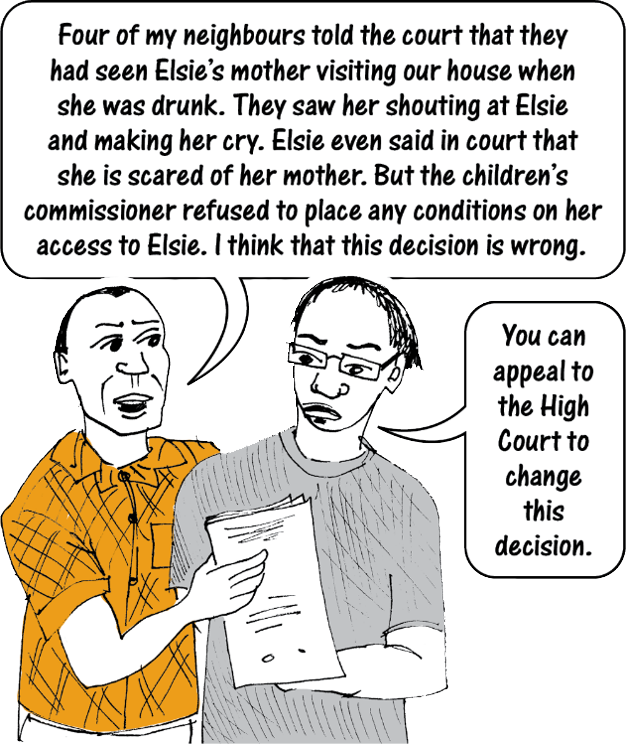 Four of my neighbours told the court that they
had seen Elsie's mother visiting our house when
she was drunk. They saw her shouting at Elsie
and making her cry. Elsie even said in court that
she is scared of her mother. But the children's
commissioner refused to place any conditions on her
access to Elsie. I think that this decision is wrong.
You can
appeal to
the High
Court to
change
this
decision.